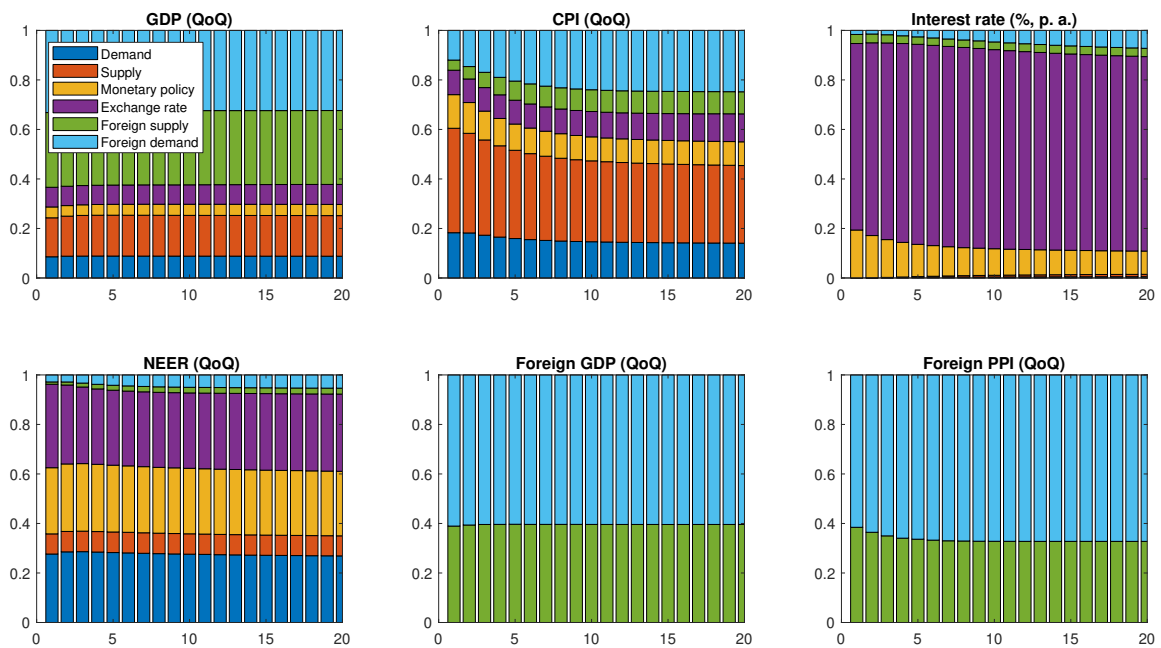 GDP (QoQ)
1
0.8
0.6
0.4
0.2
0
0 5 10 15 20
Demand
Supply
Monetary policy
Exchange rate
Foreign supply
Foreign demand
CPI (QoQ)
1
0.8
0.6
0.4
0.2
0
0 5 10 15 20
Interest rate (%, p. a.)
1
0.8
0.6
0.4
0.2
0
0 5 10 15 20
NEER (QoQ)
1
0.8
0.6
0.4
0.2
0
0 5 10 15 20
Foreign GDP (QoQ)
1
0.8
0.6
0.4
0.2
0
0 5 10 15 20
Foreign PPI (QoQ)
1
0.8
0.6
0.4
0.2
0
0 5 10 15 20